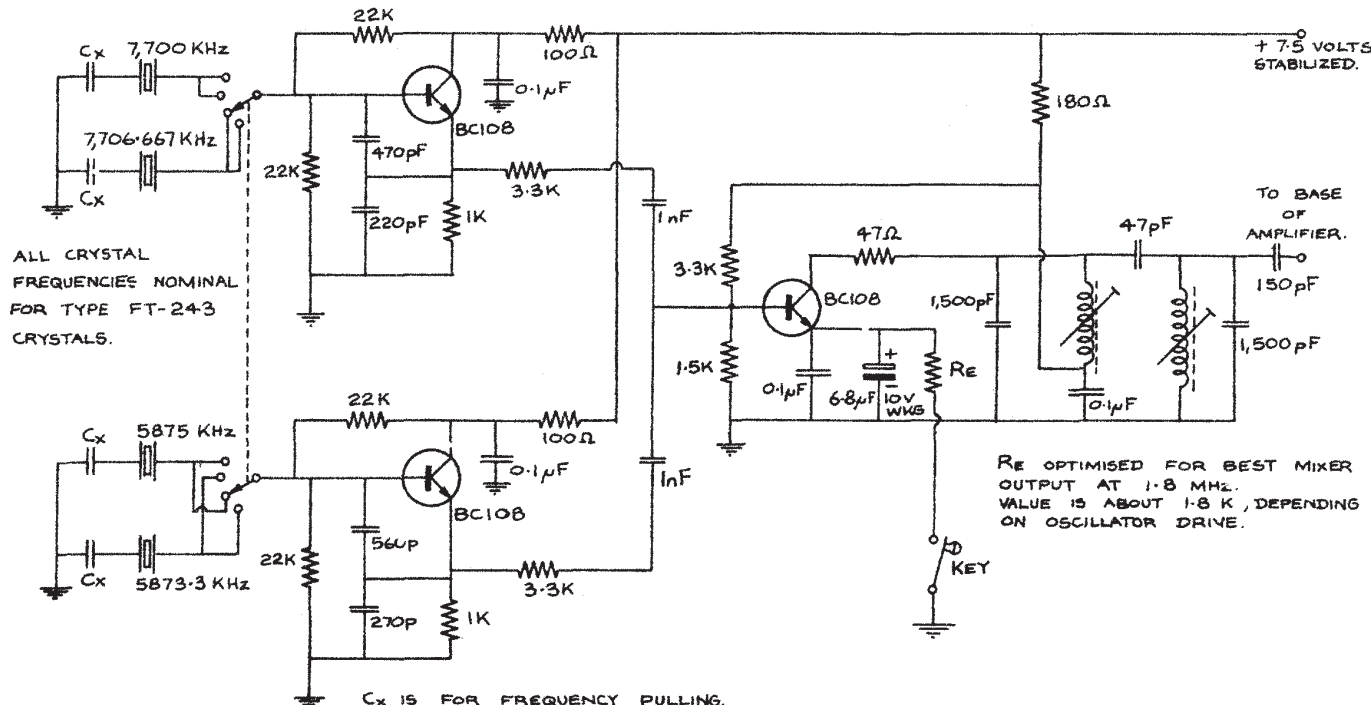 22K
7,700 KHz
Cx
100Ω
+ 7·5 VOLTS
STABILIZED.
0·1μF
180Ω
BC108
7,706·667 KHz
470pF
22K
Cx
3.3K
TO BASE
OF
AMPLIFIER.
220pF
1K
1nF
47pF
47Ω
ALL CRYSTAL
FREQUENCIES NOMINAL
FOR TYPE FT-243
CRYSTALS.
3·3K
BC108
150pF
1,500pF
1,500pF
1.5K
RE
0·1μF
6·8μF
+
−
10V
WKG
0·1μF
22K
5875 KHz
Cx
100Ω
0·1μF
1nF
BC108
RE OPTIMISED FOR BEST MIXER
OUTPUT AT 1·8 MHZ.
VALUE IS ABOUT 1·8 K, DEPENDING
ON OSCILLATOR DRIVE.
560p
22K
Cx
5873·3 KHz
3·3K
KEY
270p
1K
Cx IS FOR FREQUENCY PULLING.